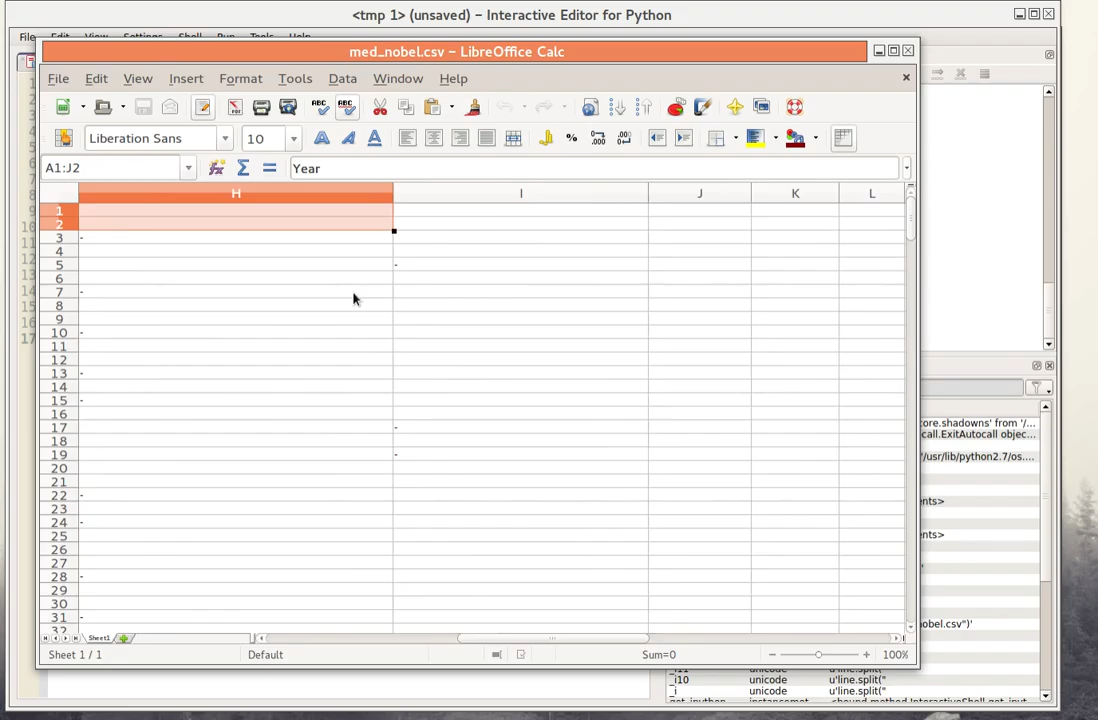 <tmp 1> (unsaved) – Interactive Editor for Python
med_nobel.csv – LibreOffice Calc
File Edit View Insert Format Tools Data Window Help
Liberation Sans 10
A1:J2 Year
H I J K L
1
2
3 -
4
5 -
6
7 -
8
9
10 -
11
12
13 -
14
15 -
16
17 -
18
19 -
20
21
22 -
23
24 -
25
26
27
28 -
29
30
31 -
32
Sheet1
Sheet 1 / 1 Default Sum=0 100%
core.shadowns' from '/...
call.ExitAutocall objec...
'/usr/lib/python2.7/os....
ents>
ents>
nobel.csv")'
_i10 unicode u'line.split("
_i unicode u'line.split("